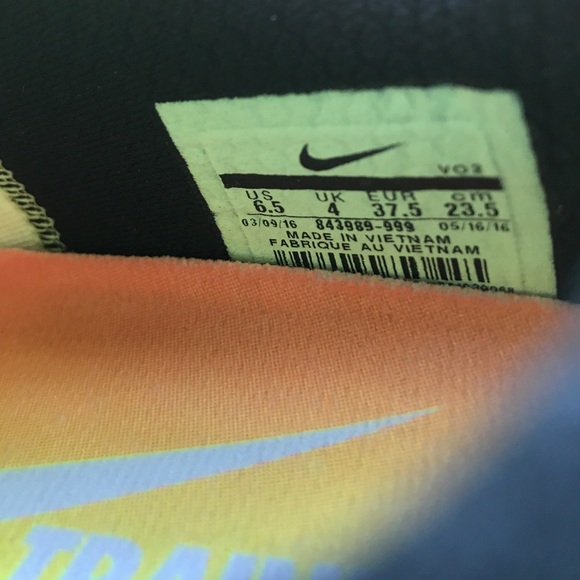 VO3
US UK EUR cm
6.5 4 37.5 23.5
03/09/16 843989-999 05/16/16
MADE IN VIETNAM
FABRIQUE AU VIETNAM
TRAIN